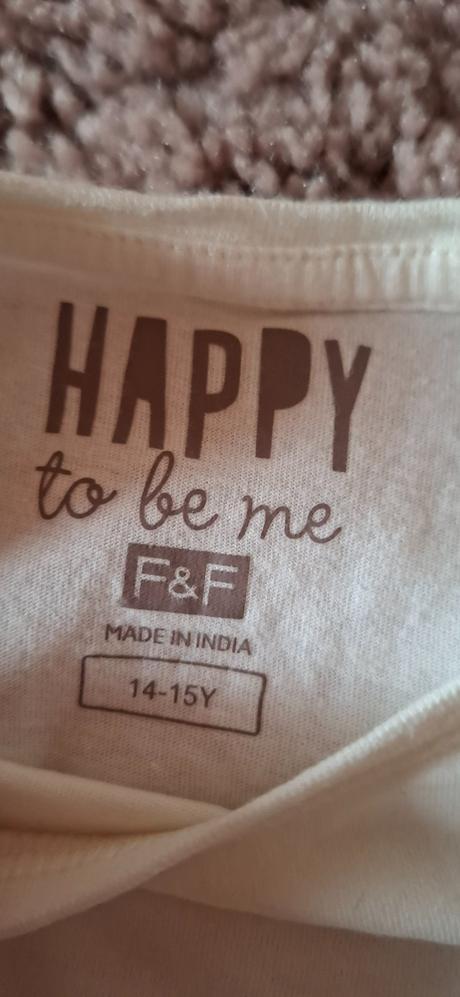 HAPPY
to be me
F&F
MADE IN INDIA
14-15Y